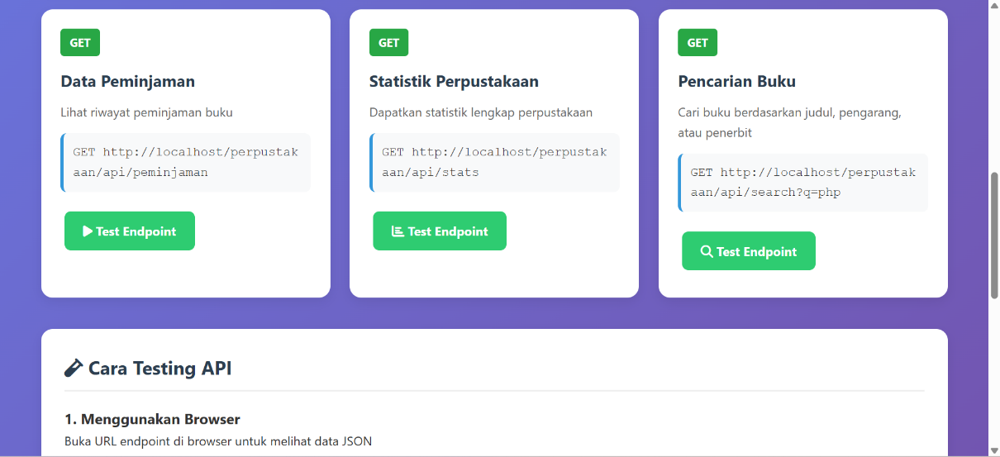 GET
Data Peminjaman
Lihat riwayat peminjaman buku
GET http://localhost/perpustak
aan/api/peminjaman
Test Endpoint
GET
Statistik Perpustakaan
Dapatkan statistik lengkap perpustakaan
GET http://localhost/perpustak
aan/api/stats
Test Endpoint
GET
Pencarian Buku
Cari buku berdasarkan judul, pengarang,
atau penerbit
GET http://localhost/perpustak
aan/api/search?q=php
Test Endpoint
Cara Testing API
1. Menggunakan Browser
Buka URL endpoint di browser untuk melihat data JSON